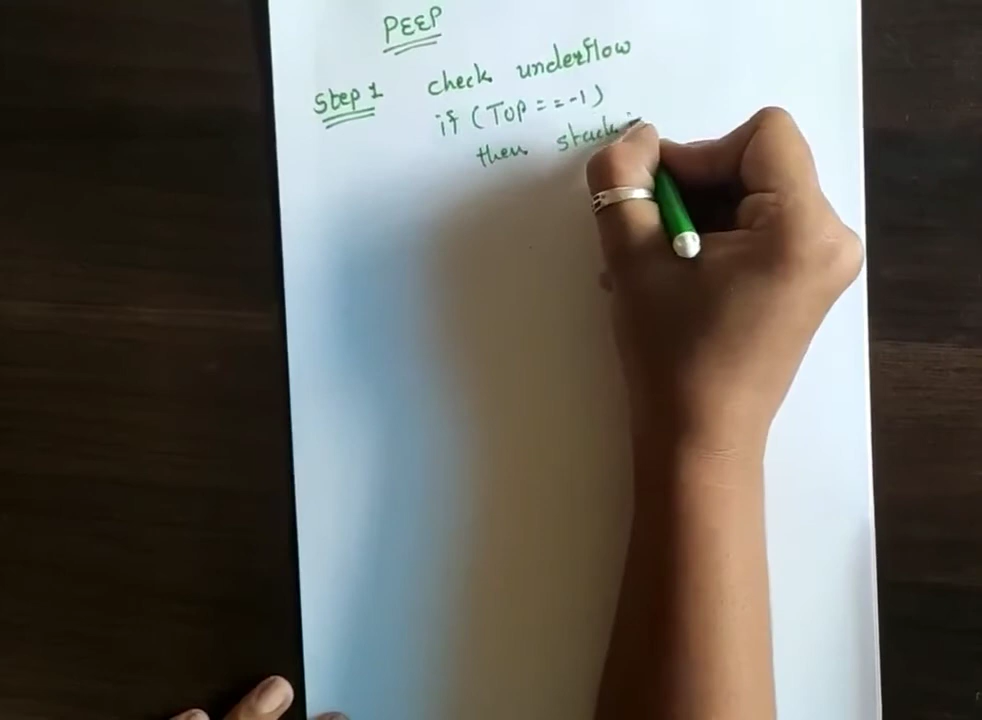 PEEP
Step 1 check underflow
if (TOP == -1)
then stack